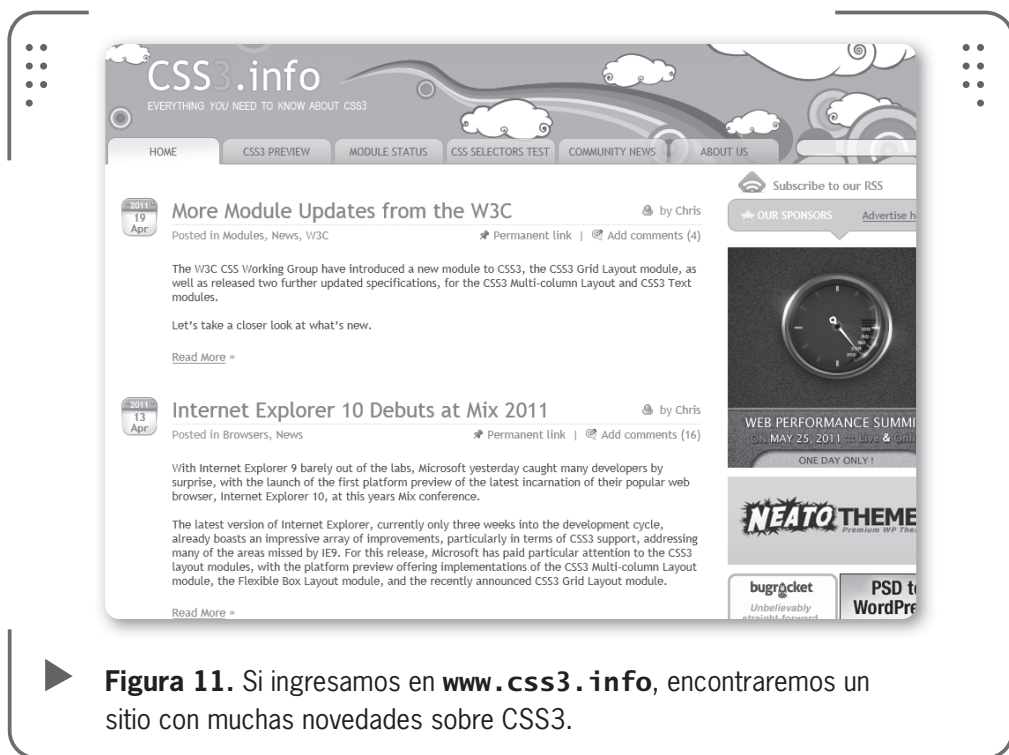 CSS3.info
EVERYTHING YOU NEED TO KNOW ABOUT CSS3
HOME
CSS3 PREVIEW
MODULE STATUS
CSS SELECTORS TEST
COMMUNITY NEWS
ABOUT US
2011
19
Apr
More Module Updates from the W3C
by Chris
Posted in Modules, News, W3C
Permanent link | Add comments (4)
The W3C CSS Working Group have introduced a new module to CSS3, the CSS3 Grid Layout module, as
well as released two further updated specifications, for the CSS3 Multi-column Layout and CSS3 Text
modules.
Let's take a closer look at what's new.
Read More »
2011
13
Apr
Internet Explorer 10 Debuts at Mix 2011
by Chris
Posted in Browsers, News
Permanent link | Add comments (16)
With Internet Explorer 9 barely out of the labs, Microsoft yesterday caught many developers by
surprise, with the launch of the first platform preview of the latest incarnation of their popular web
browser, Internet Explorer 10, at this years Mix conference.
The latest version of Internet Explorer, currently only three weeks into the development cycle,
already boasts an impressive array of improvements, particularly in terms of CSS3 support, addressing
many of the areas missed by IE9. For this release, Microsoft has paid particular attention to the CSS3
layout modules, with the platform preview offering implementations of the CSS3 Multi-column Layout
module, the Flexible Box Layout module, and the recently announced CSS3 Grid Layout module.
Read More »
Subscribe to our RSS
OUR SPONSORS
Advertise h
WEB PERFORMANCE SUMMI
ON MAY 25, 2011 ::: Live & Onli
ONE DAY ONLY !
NEATO THEME
Premium WP The
bugrocket
Unbelievably
straight-forward
PSD t
WordPre
Figura 11. Si ingresamos en www.css3.info, encontraremos un
sitio con muchas novedades sobre CSS3.